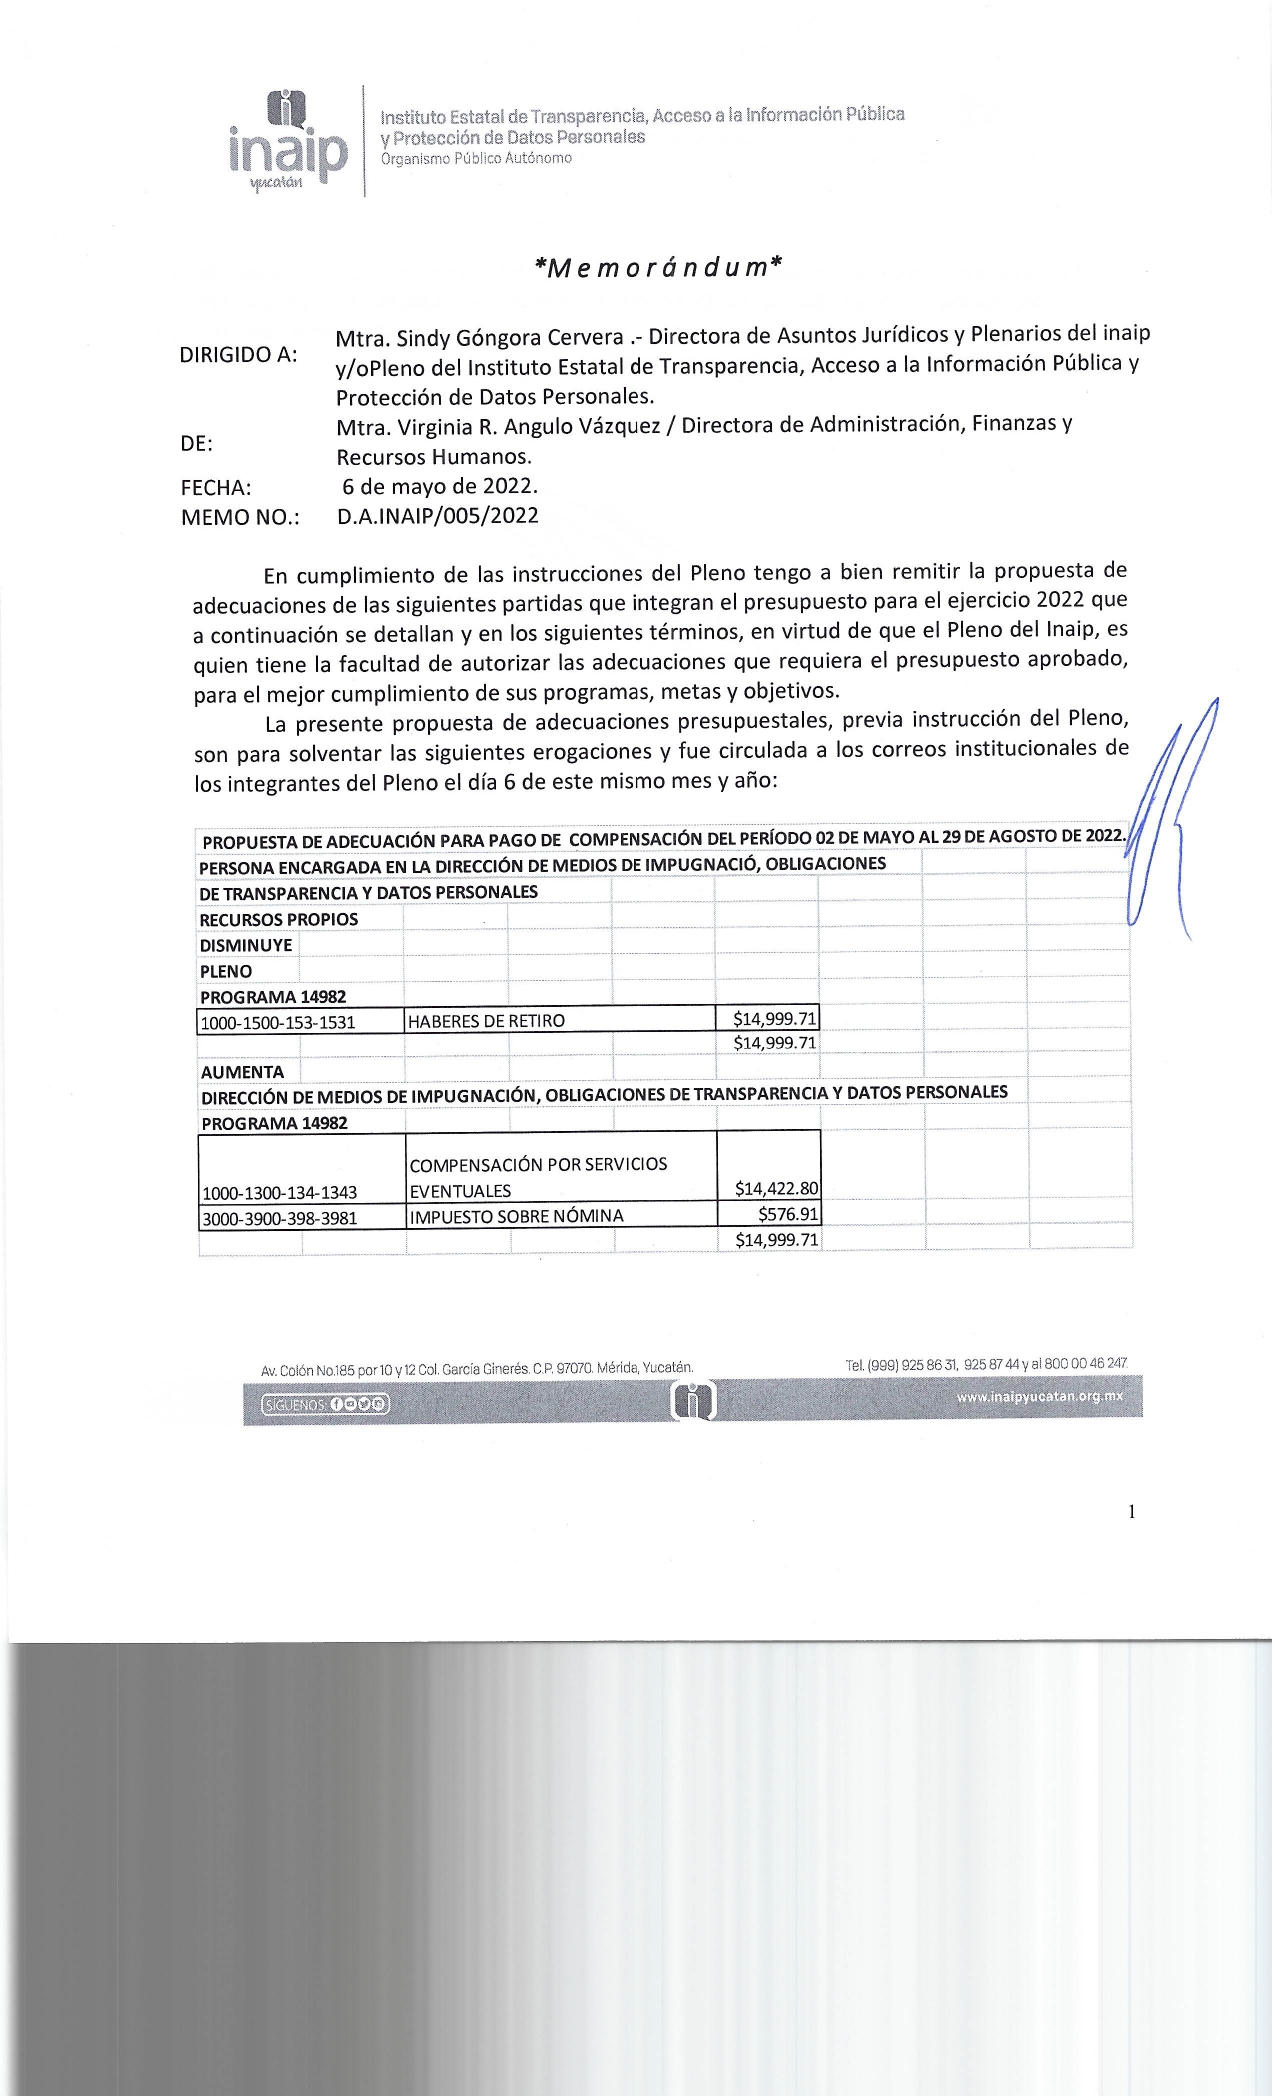 inaip
yucatán
Instituto Estatal de Transparencia, Acceso a la Información Pública
y Protección de Datos Personales
Organismo Público Autónomo
*Memorándum*
DIRIGIDO A:
Mtra. Sindy Góngora Cervera .- Directora de Asuntos Jurídicos y Plenarios del inaip
y/oPleno del Instituto Estatal de Transparencia, Acceso a la Información Pública y
Protección de Datos Personales.
DE:
Mtra. Virginia R. Angulo Vázquez / Directora de Administración, Finanzas y
Recursos Humanos.
FECHA: 6 de mayo de 2022.
MEMO NO.: D.A.INAIP/005/2022
En cumplimiento de las instrucciones del Pleno tengo a bien remitir la propuesta de
adecuaciones de las siguientes partidas que integran el presupuesto para el ejercicio 2022 que
a continuación se detallan y en los siguientes términos, en virtud de que el Pleno del Inaip, es
quien tiene la facultad de autorizar las adecuaciones que requiera el presupuesto aprobado,
para el mejor cumplimiento de sus programas, metas y objetivos.
La presente propuesta de adecuaciones presupuestales, previa instrucción del Pleno,
son para solventar las siguientes erogaciones y fue circulada a los correos institucionales de
los integrantes del Pleno el día 6 de este mismo mes y año:
PROPUESTA DE ADECUACIÓN PARA PAGO DE COMPENSACIÓN DEL PERÍODO 02 DE MAYO AL 29 DE AGOSTO DE 2022.
PERSONA ENCARGADA EN LA DIRECCIÓN DE MEDIOS DE IMPUGNACIÓ, OBLIGACIONES
DE TRANSPARENCIA Y DATOS PERSONALES
RECURSOS PROPIOS
DISMINUYE
PLENO
PROGRAMA 14982
1000-1500-153-1531 HABERES DE RETIRO $14,999.71
$14,999.71
AUMENTA
DIRECCIÓN DE MEDIOS DE IMPUGNACIÓN, OBLIGACIONES DE TRANSPARENCIA Y DATOS PERSONALES
PROGRAMA 14982
COMPENSACIÓN POR SERVICIOS
1000-1300-134-1343 EVENTUALES $14,422.80
3000-3900-398-3981 IMPUESTO SOBRE NÓMINA $576.91
$14,999.71
Av. Colón No.185 por 10 y 12 Col. García Ginerés. C.P. 97070. Mérida, Yucatán.
Tel. (999) 925 86 31, 925 87 44 y al 800 00 46 247.
SÍGUENOS:
www.inaipyucatan.org.mx
1